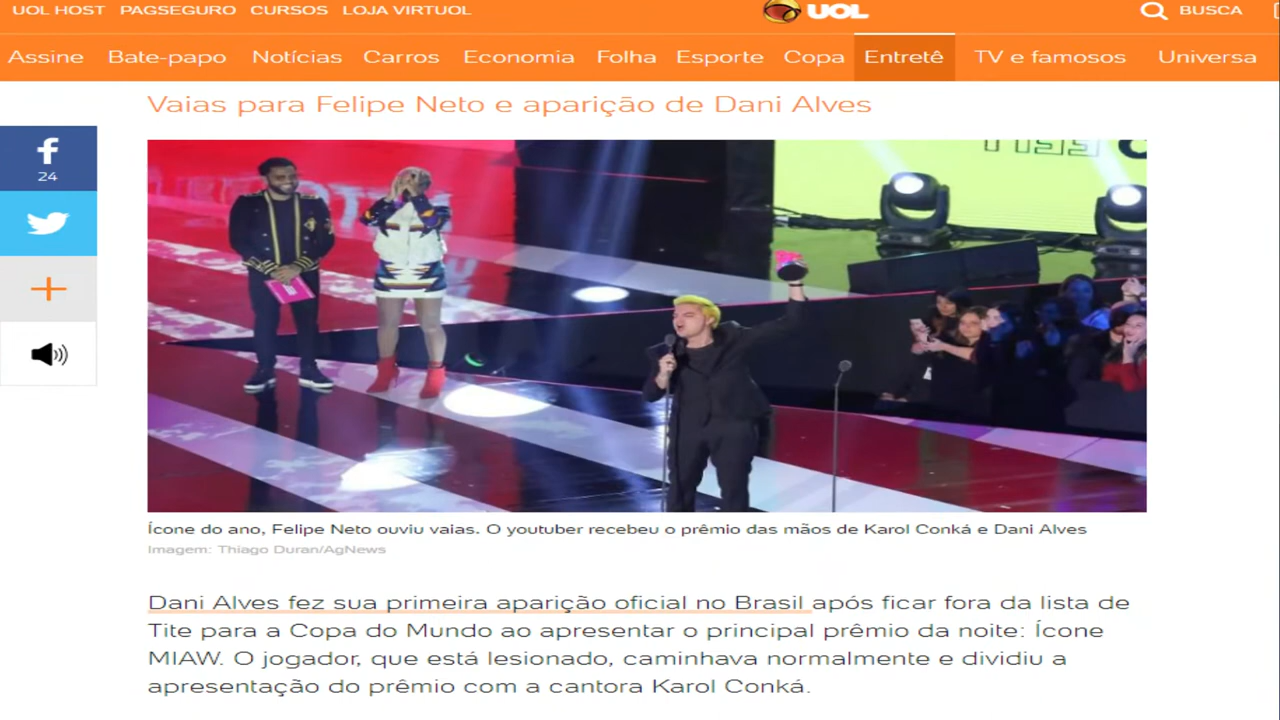 UOL HOST PAGSEGURO CURSOS LOJA VIRTUOL
UOL
BUSCA
Assine Bate-papo Notícias Carros Economia Folha Esporte Copa Entretê TV e famosos Universa
Vaias para Felipe Neto e aparição de Dani Alves
24
Ícone do ano, Felipe Neto ouviu vaias. O youtuber recebeu o prêmio das mãos de Karol Conká e Dani Alves
Imagem: Thiago Duran/AgNews
Dani Alves fez sua primeira aparição oficial no Brasil após ficar fora da lista de
Tite para a Copa do Mundo ao apresentar o principal prêmio da noite: Ícone
MIAW. O jogador, que está lesionado, caminhava normalmente e dividiu a
apresentação do prêmio com a cantora Karol Conká.